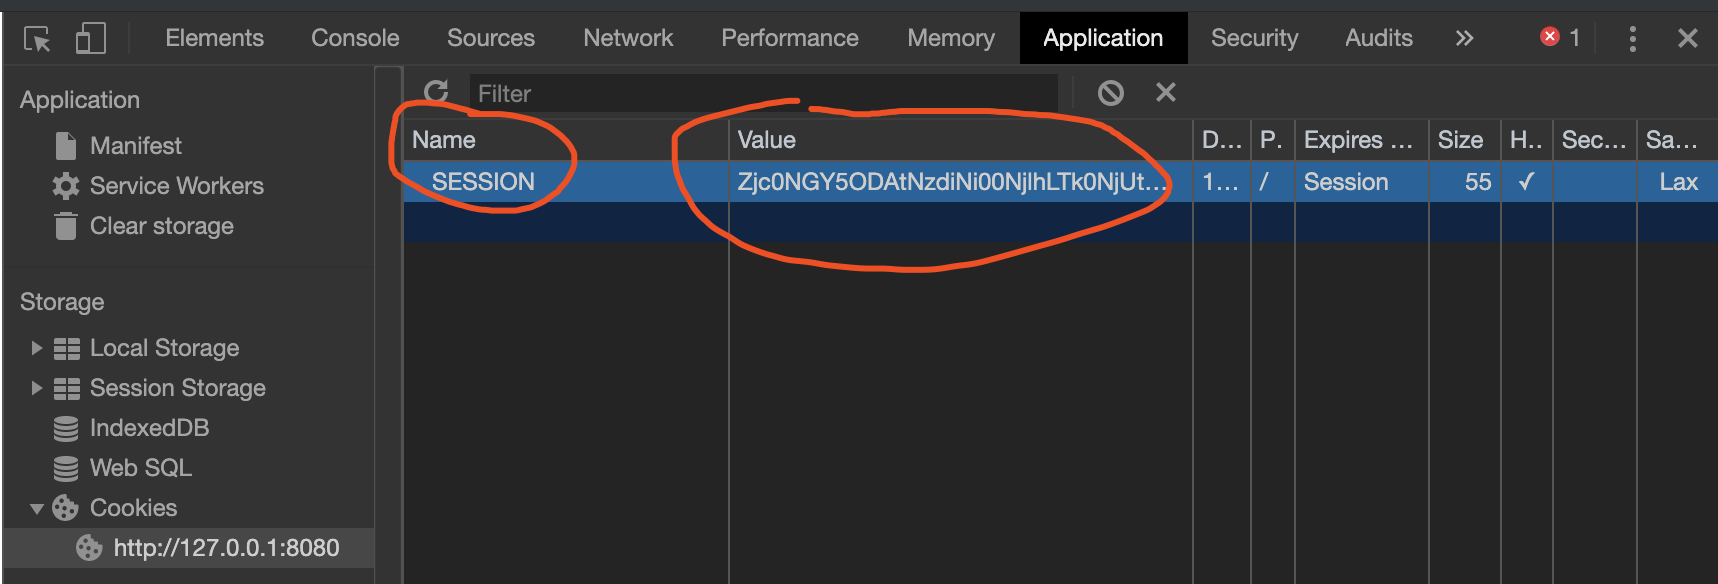 Elements Console Sources Network Performance Memory Application Security Audits » 1
Application
Manifest
Service Workers
Clear storage
Storage
Local Storage
Session Storage
IndexedDB
Web SQL
Cookies
http://127.0.0.1:8080
Filter
Name Value D... P. Expires ... Size H.. Sec... Sa...
SESSION Zjc0NGY5ODAtNzdiNi00NjlhLTk0NjUt... 1... / Session 55 ✓ Lax